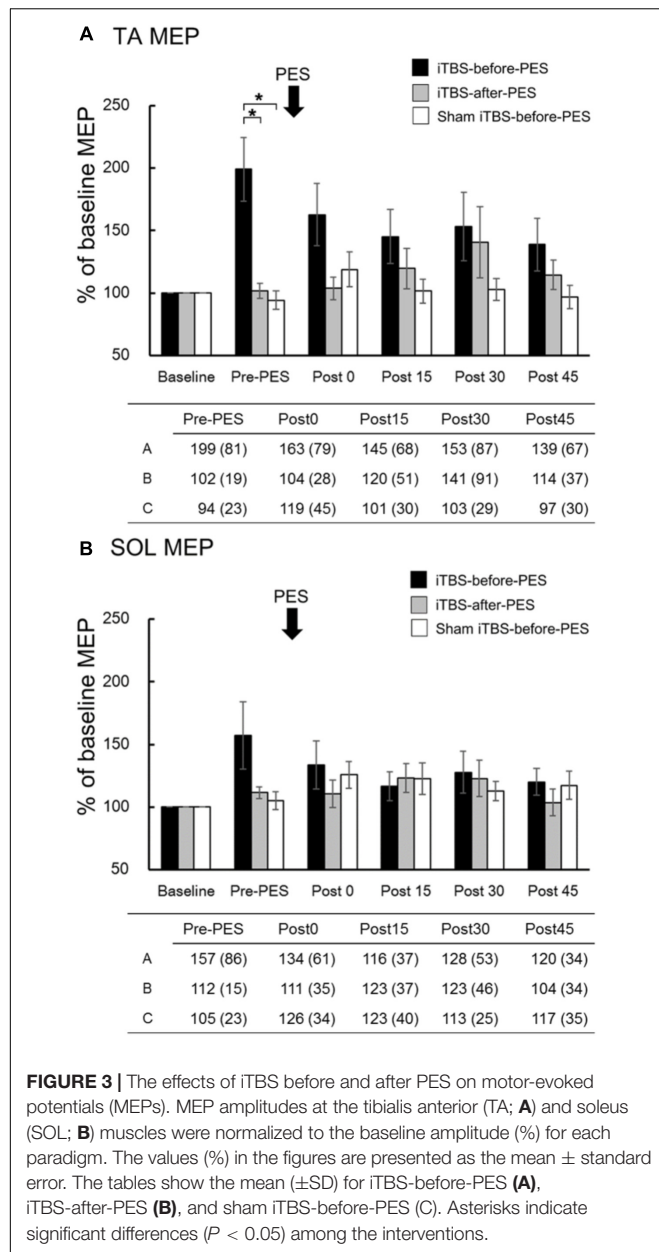 A TA MEP
iTBS-before-PES
iTBS-after-PES
Sham iTBS-before-PES
PES
* 
*
% of baseline MEP
250
200
150
100
50
Baseline Pre-PES Post 0 Post 15 Post 30 Post 45
Pre-PES Post0 Post15 Post30 Post45
A 199 (81) 163 (79) 145 (68) 153 (87) 139 (67)
B 102 (19) 104 (28) 120 (51) 141 (91) 114 (37)
C 94 (23) 119 (45) 101 (30) 103 (29) 97 (30)
B SOL MEP
iTBS-before-PES
iTBS-after-PES
Sham iTBS-before-PES
PES
% of baseline MEP
250
200
150
100
50
Baseline Pre-PES Post 0 Post 15 Post 30 Post 45
Pre-PES Post0 Post15 Post30 Post45
A 157 (86) 134 (61) 116 (37) 128 (53) 120 (34)
B 112 (15) 111 (35) 123 (37) 123 (46) 104 (34)
C 105 (23) 126 (34) 123 (40) 113 (25) 117 (35)
FIGURE 3 | The effects of iTBS before and after PES on motor-evoked
potentials (MEPs). MEP amplitudes at the tibialis anterior (TA; A) and soleus
(SOL; B) muscles were normalized to the baseline amplitude (%) for each
paradigm. The values (%) in the figures are presented as the mean ± standard
error. The tables show the mean (±SD) for iTBS-before-PES (A),
iTBS-after-PES (B), and sham iTBS-before-PES (C). Asterisks indicate
significant differences (P < 0.05) among the interventions.